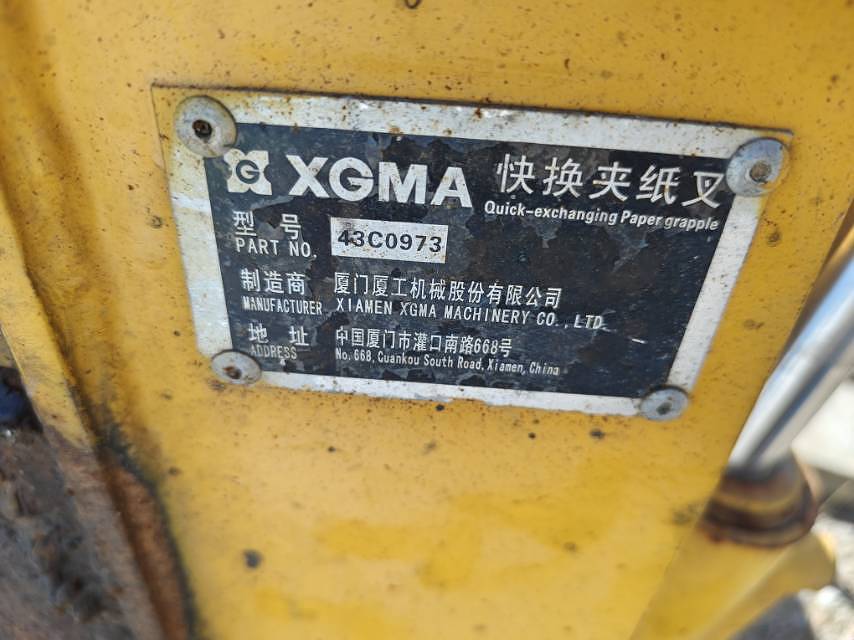 G XGMA 快换夹纸叉
Quick-exchanging Paper grapple
型号
PART NO. 43C0973
制造商 厦门厦工机械股份有限公司
MANUFACTURER XIAMEN XGMA MACHINERY CO.,LTD.
地址 中国厦门市灌口南路668号
ADDRESS No.668,Guankou South Road,Xiamen,China